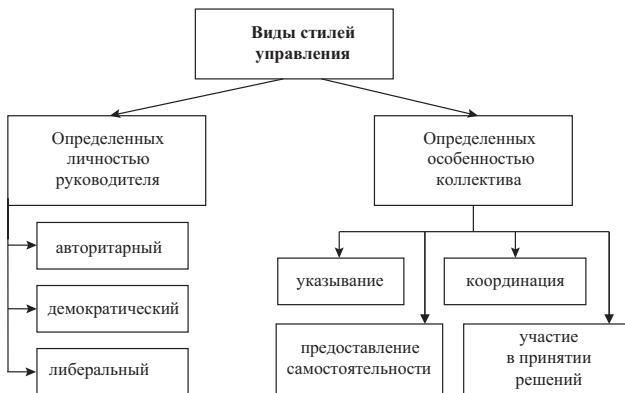 Виды стилей
управления
Определенных
личностью
руководителя
Определенных
особенностью
коллектива
авторитарный
демократический
либеральный
указывание
координация
предоставление
самостоятельности
участие
в принятии
решений